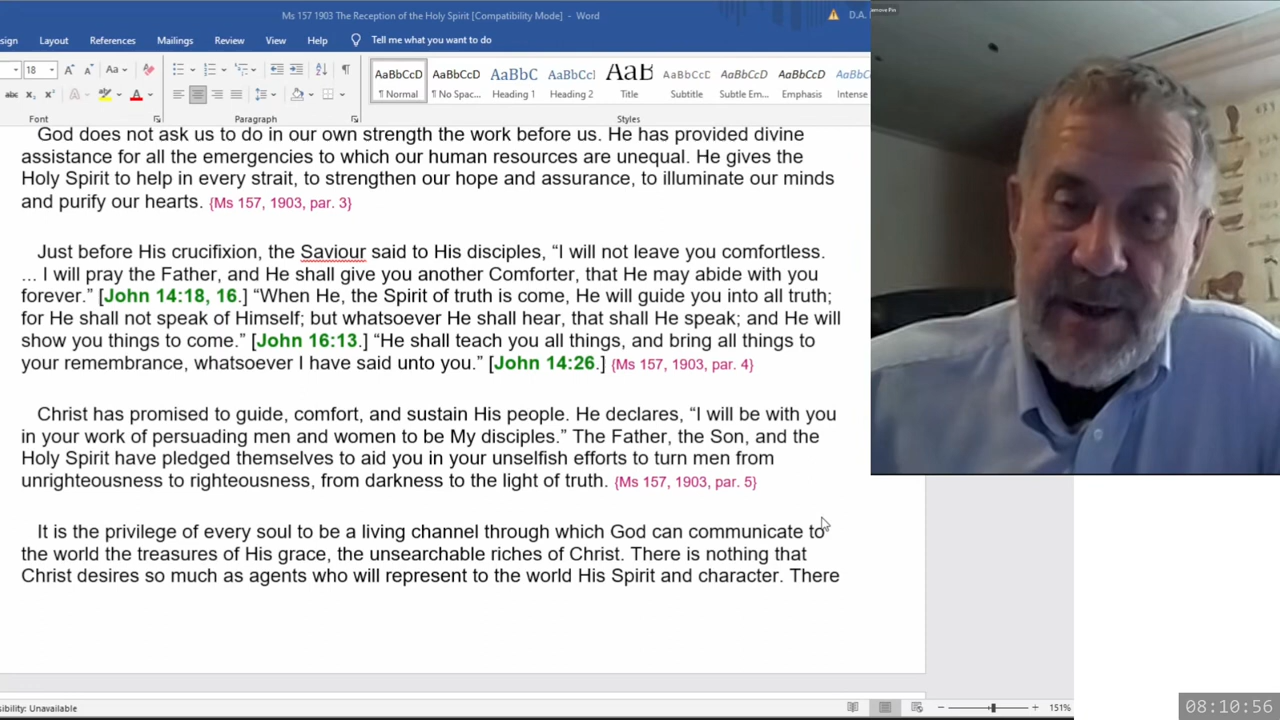 Ms 157 1903 The Reception of the Holy Spirit [Compatibility Mode] - Word
D.A.
sign Layout References Mailings Review View Help Tell me what you want to do
18 Aa
abc x₂ x² A A
AaBbCcD AaBbCcD AaBbC AaBbCcI AaB AaBbCcD AaBbCcD AaBbCcD AaBbC
¶ Normal ¶ No Spac... Heading 1 Heading 2 Title Subtitle Subtle Em... Emphasis Intense
Font Paragraph Styles
God does not ask us to do in our own strength the work before us. He has provided divine
assistance for all the emergencies to which our human resources are unequal. He gives the
Holy Spirit to help in every strait, to strengthen our hope and assurance, to illuminate our minds
and purify our hearts. {Ms 157, 1903, par. 3}
Just before His crucifixion, the Saviour said to His disciples, “I will not leave you comfortless.
... I will pray the Father, and He shall give you another Comforter, that He may abide with you
forever.” [John 14:18, 16.] “When He, the Spirit of truth is come, He will guide you into all truth;
for He shall not speak of Himself; but whatsoever He shall hear, that shall He speak; and He will
show you things to come.” [John 16:13.] “He shall teach you all things, and bring all things to
your remembrance, whatsoever I have said unto you.” [John 14:26.] {Ms 157, 1903, par. 4}
Christ has promised to guide, comfort, and sustain His people. He declares, “I will be with you
in your work of persuading men and women to be My disciples.” The Father, the Son, and the
Holy Spirit have pledged themselves to aid you in your unselfish efforts to turn men from
unrighteousness to righteousness, from darkness to the light of truth. {Ms 157, 1903, par. 5}
It is the privilege of every soul to be a living channel through which God can communicate to
the world the treasures of His grace, the unsearchable riches of Christ. There is nothing that
Christ desires so much as agents who will represent to the world His Spirit and character. There
sibility: Unavailable
151%
08:10:56